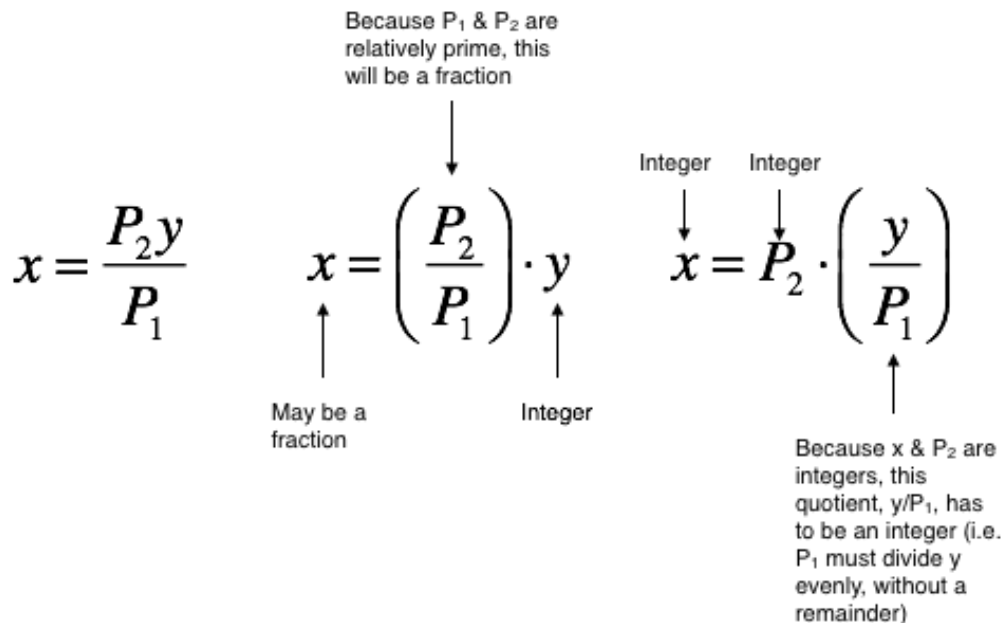 Because P₁ & P₂ are
relatively prime, this
will be a fraction
Integer Integer
x = P₂y / P₁
x = (P₂ / P₁) · y
x = P₂ · (y / P₁)
May be a
fraction
Integer
Because x & P₂ are
integers, this
quotient, y/P₁, has
to be an integer (i.e.
P₁ must divide y
evenly, without a
remainder)